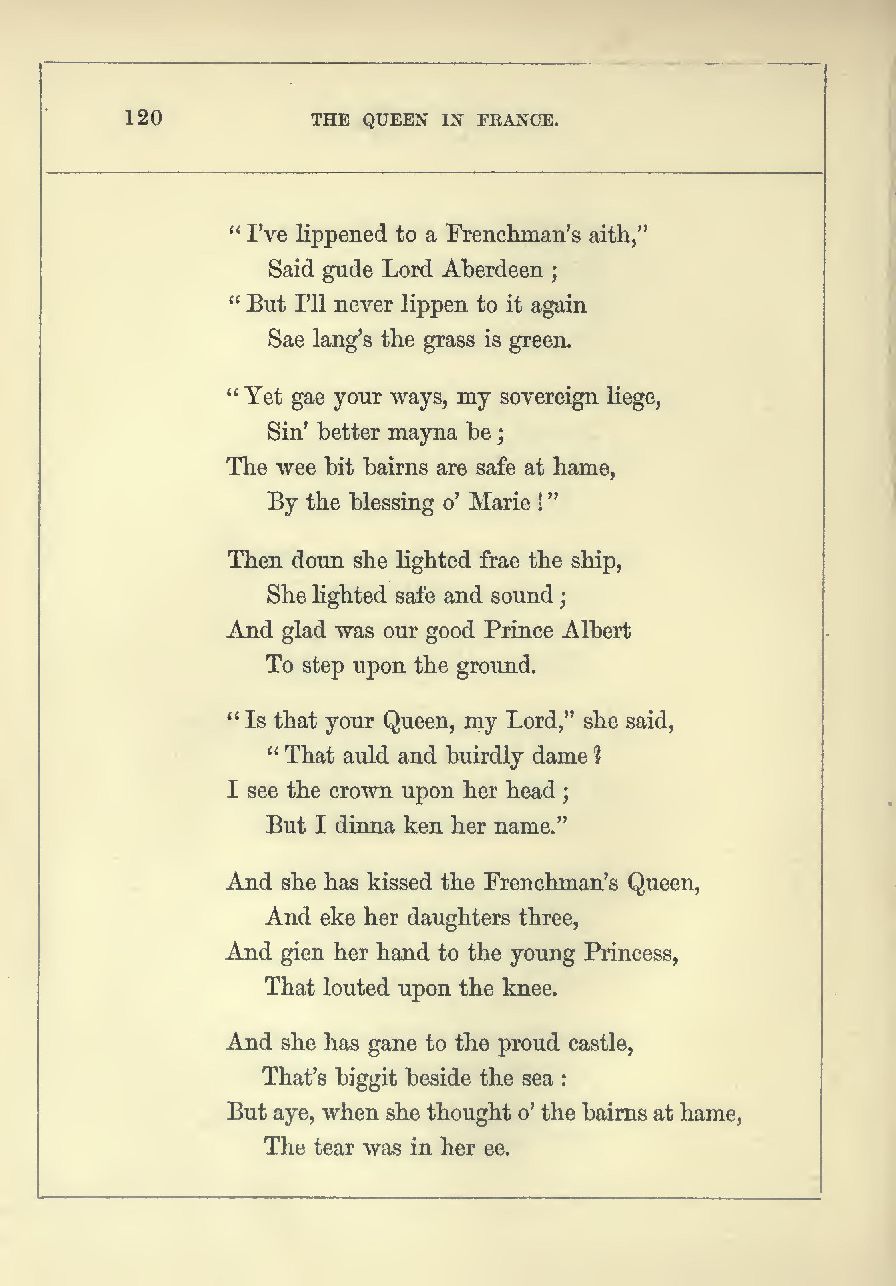 120 THE QUEEN IN FRANCE.
“ I’ve lippened to a Frenchman’s aith,”
Said gude Lord Aberdeen ;
“ But I’ll never lippen to it again
Sae lang’s the grass is green.
“ Yet gae your ways, my sovereign liege,
Sin’ better mayna be ;
The wee bit bairns are safe at hame,
By the blessing o’ Marie ! ”
Then doun she lighted frae the ship,
She lighted safe and sound ;
And glad was our good Prince Albert
To step upon the ground.
“ Is that your Queen, my Lord,” she said,
“ That auld and buirdly dame ?
I see the crown upon her head ;
But I dinna ken her name.”
And she has kissed the Frenchman’s Queen,
And eke her daughters three,
And gien her hand to the young Princess,
That louted upon the knee.
And she has gane to the proud castle,
That’s biggit beside the sea :
But aye, when she thought o’ the bairns at hame,
The tear was in her ee.